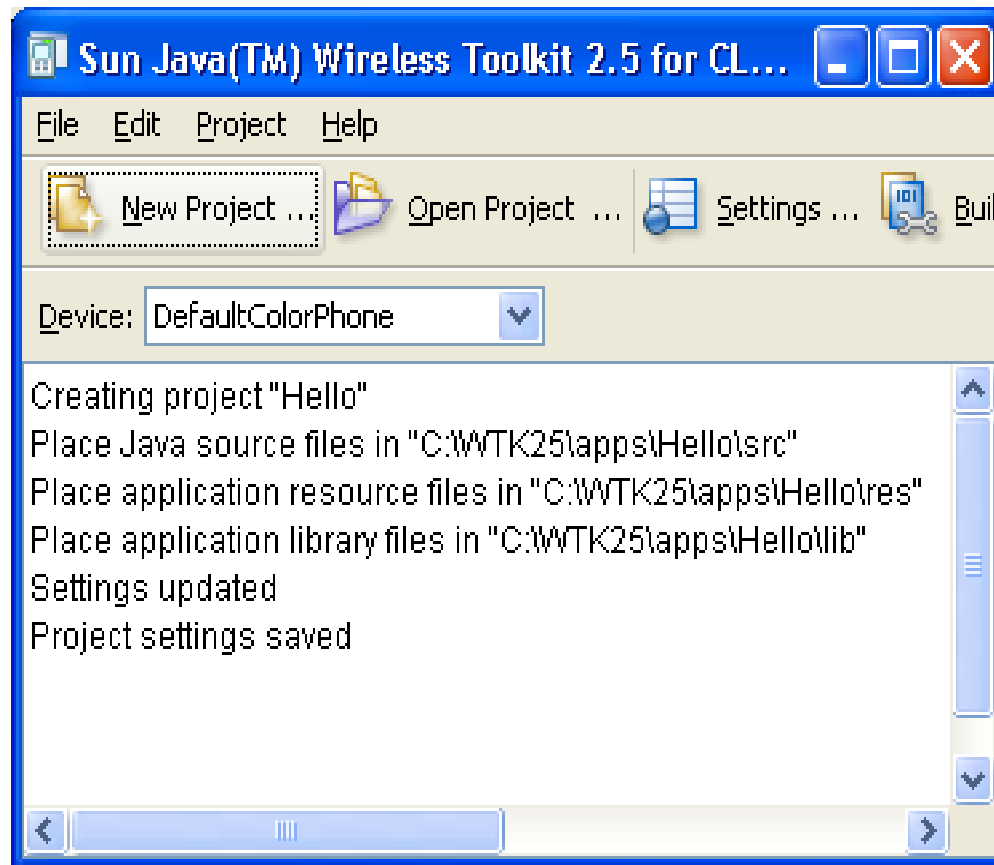 Sun Java(TM) Wireless Toolkit 2.5 for CL...
File Edit Project Help
New Project ... Open Project ... Settings ... Buil
Device: DefaultColorPhone
Creating project "Hello"
Place Java source files in "C:\WTK25\apps\Hello\src"
Place application resource files in "C:\WTK25\apps\Hello\res"
Place application library files in "C:\WTK25\apps\Hello\lib"
Settings updated
Project settings saved